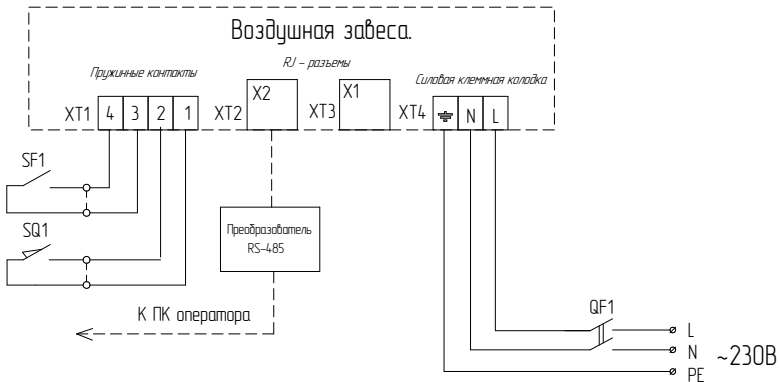 Воздушная завеса.
Пружинные контакты
RJ - разъемы
Силовая клеммная колодка
XT1 4 3 2 1 XT2 X2 XT3 X1 XT4 N L
SF1
SQ1
Преобразователь
RS-485
К ПК оператора
QF1
L
N
PE
~230В